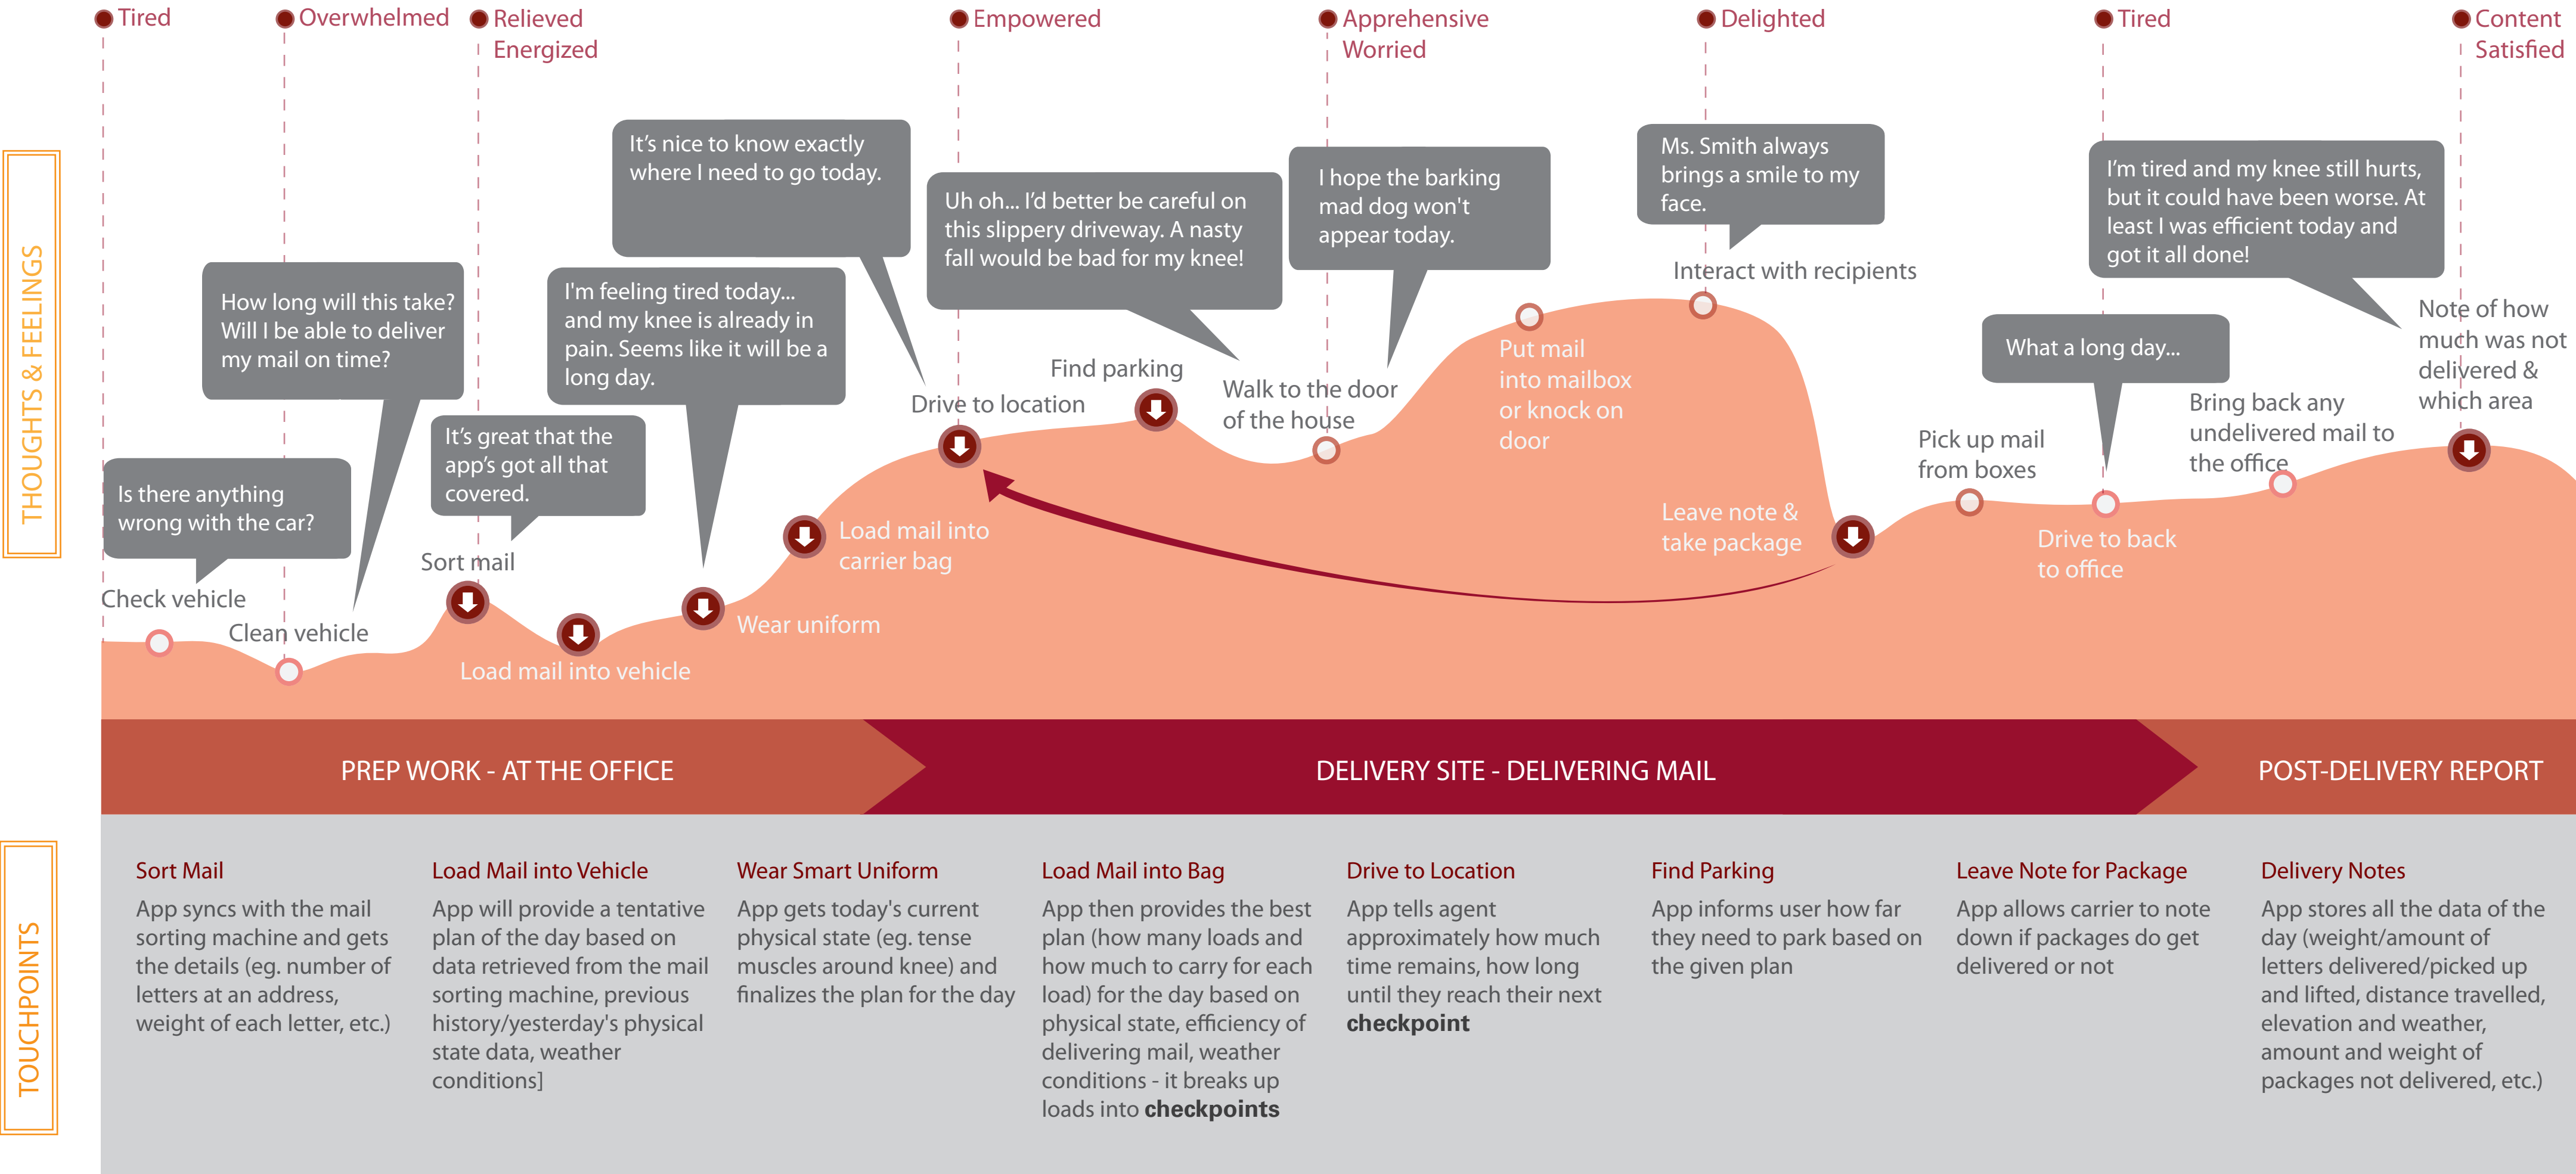 Tired
Overwhelmed
Relieved
Energized
Empowered
Apprehensive
Worried
Delighted
Tired
Content
Satisfied
THOUGHTS & FEELINGS
Is there anything
wrong with the car?
Check vehicle
How long will this take?
Will I be able to deliver
my mail on time?
Clean vehicle
It’s great that the
app’s got all that
covered.
Sort mail
Load mail into vehicle
I'm feeling tired today...
and my knee is already in
pain. Seems like it will be a
long day.
Wear uniform
Load mail into
carrier bag
It’s nice to know exactly
where I need to go today.
Drive to location
Find parking
Uh oh... I’d better be careful on
this slippery driveway. A nasty
fall would be bad for my knee!
I hope the barking
mad dog won't
appear today.
Walk to the door
of the house
Put mail
into mailbox
or knock on
door
Ms. Smith always
brings a smile to my
face.
Interact with recipients
Leave note &
take package
Pick up mail
from boxes
What a long day...
Drive to back
to office
Bring back any
undelivered mail to
the office
I’m tired and my knee still hurts,
but it could have been worse. At
least I was efficient today and
got it all done!
Note of how
much was not
delivered &
which area
PREP WORK - AT THE OFFICE
DELIVERY SITE - DELIVERING MAIL
POST-DELIVERY REPORT
TOUCHPOINTS
Sort Mail
App syncs with the mail
sorting machine and gets
the details (eg. number of
letters at an address,
weight of each letter, etc.)
Load Mail into Vehicle
App will provide a tentative
plan of the day based on
data retrieved from the mail
sorting machine, previous
history/yesterday's physical
state data, weather
conditions]
Wear Smart Uniform
App gets today's current
physical state (eg. tense
muscles around knee) and
finalizes the plan for the day
Load Mail into Bag
App then provides the best
plan (how many loads and
how much to carry for each
load) for the day based on
physical state, efficiency of
delivering mail, weather
conditions - it breaks up
loads into checkpoints
Drive to Location
App tells agent
approximately how much
time remains, how long
until they reach their next
checkpoint
Find Parking
App informs user how far
they need to park based on
the given plan
Leave Note for Package
App allows carrier to note
down if packages do get
delivered or not
Delivery Notes
App stores all the data of the
day (weight/amount of
letters delivered/picked up
and lifted, distance travelled,
elevation and weather,
amount and weight of
packages not delivered, etc.)